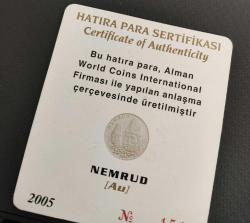 HATIRA PARA SERTİFİKASI
Certificate of Authenticity
Bu hatıra para, Alman
World Coins International
Firması ile yapılan anlaşma
çerçevesinde üretilmiştir
NEMRUD
[Au]
2005
№